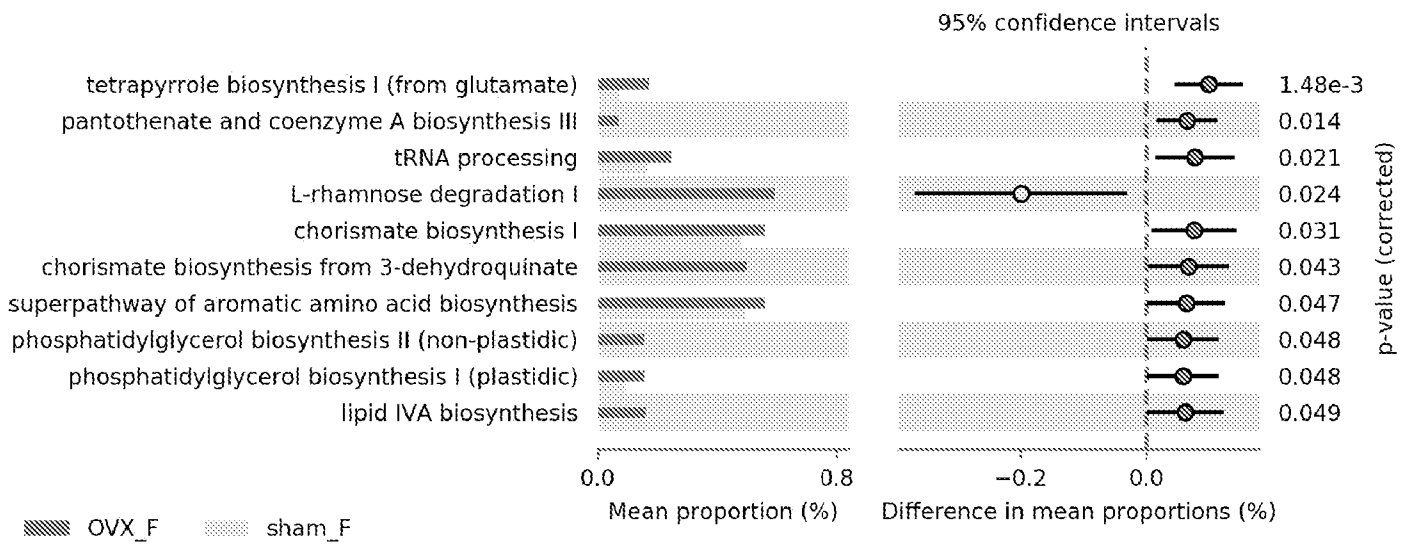 95% confidence intervals
tetrapyrrole biosynthesis I (from glutamate) 1.48e-3
pantothenate and coenzyme A biosynthesis III 0.014
tRNA processing 0.021
L-rhamnose degradation I 0.024
chorismate biosynthesis I 0.031
chorismate biosynthesis from 3-dehydroquinate 0.043
superpathway of aromatic amino acid biosynthesis 0.047
phosphatidylglycerol biosynthesis II (non-plastidic) 0.048
phosphatidylglycerol biosynthesis I (plastidic) 0.048
lipid IVA biosynthesis 0.049
p-value (corrected)
0.0 0.8 −0.2 0.0
Mean proportion (%) Difference in mean proportions (%)
OVX_F sham_F